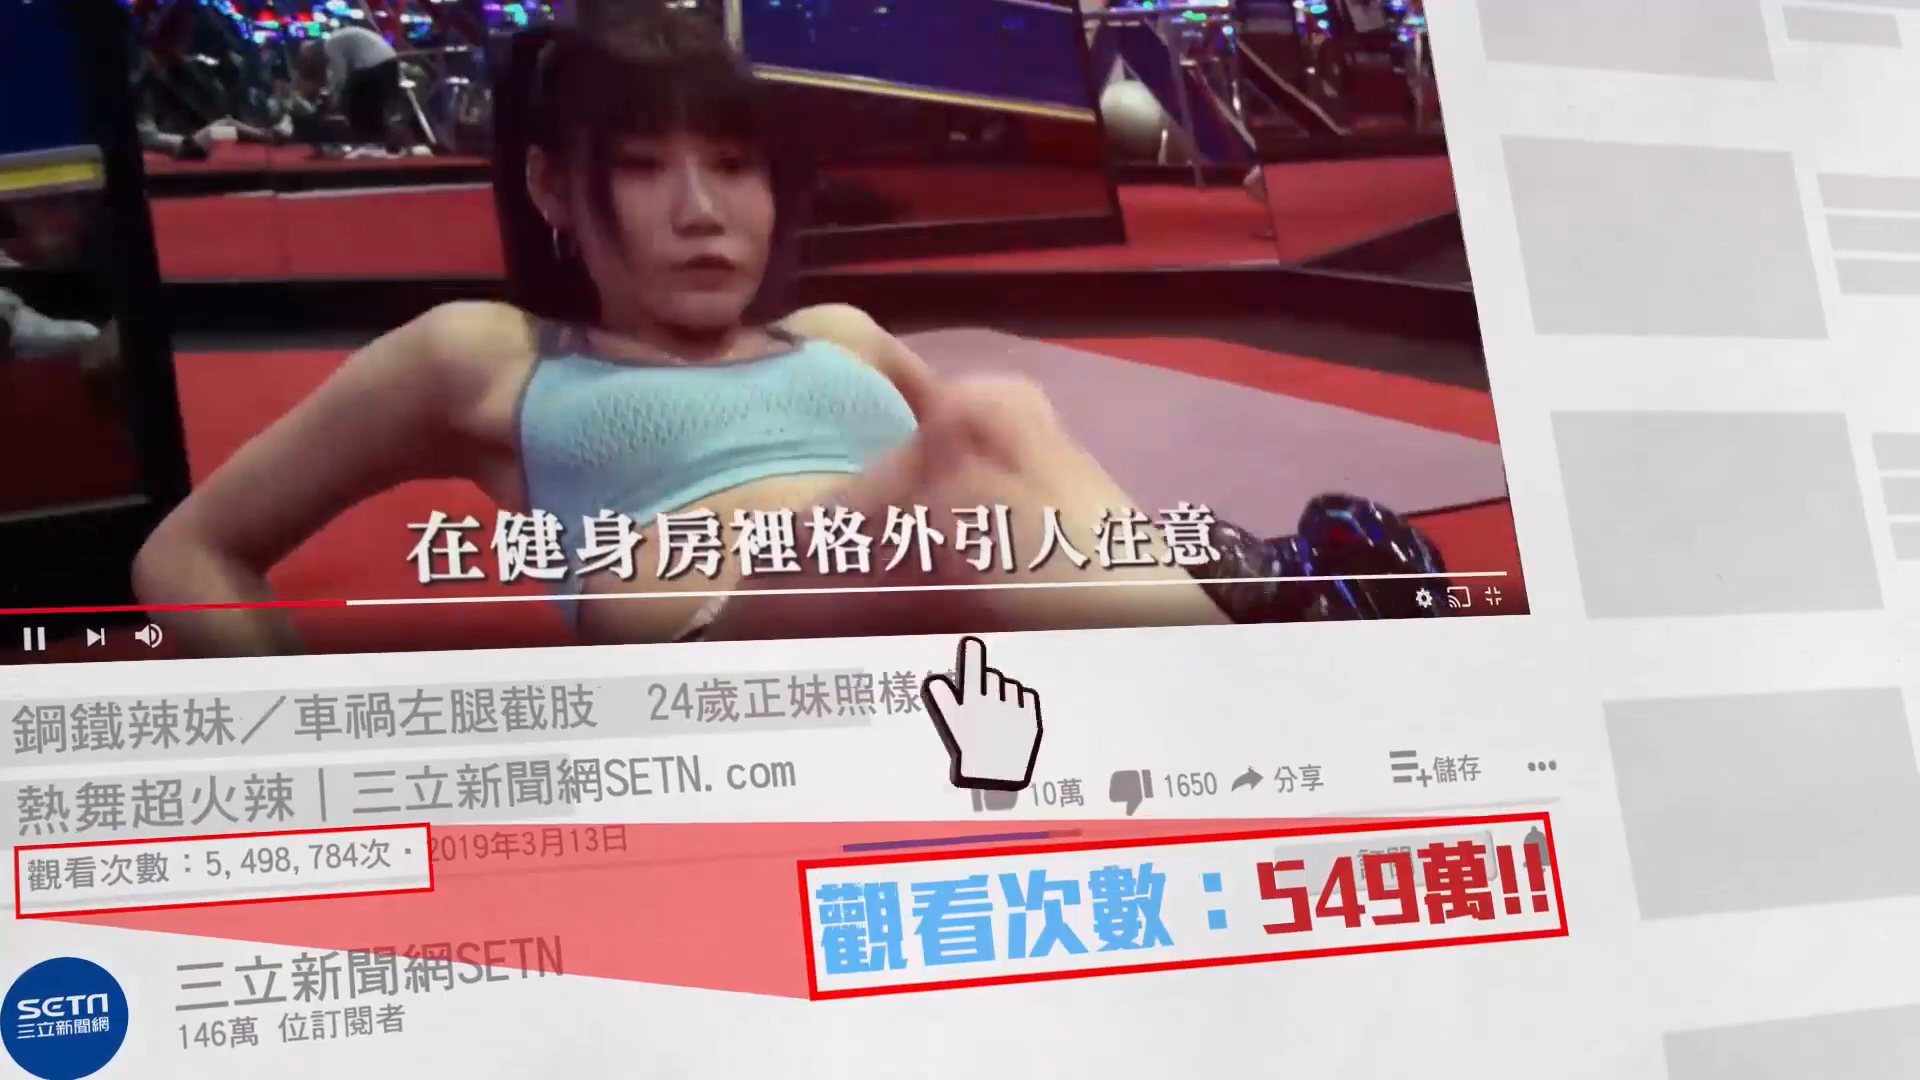 在健身房裡格外引人注意
鋼鐵辣妹／車禍左腿截肢 24歲正妹照樣
熱舞超火辣｜三立新聞網SETN.com
10萬 1650 分享 儲存
觀看次數：5,498,784次· 2019年3月13日
觀看次數：549萬!!
三立新聞網SETN
146萬 位訂閱者
SETN
三立新聞網